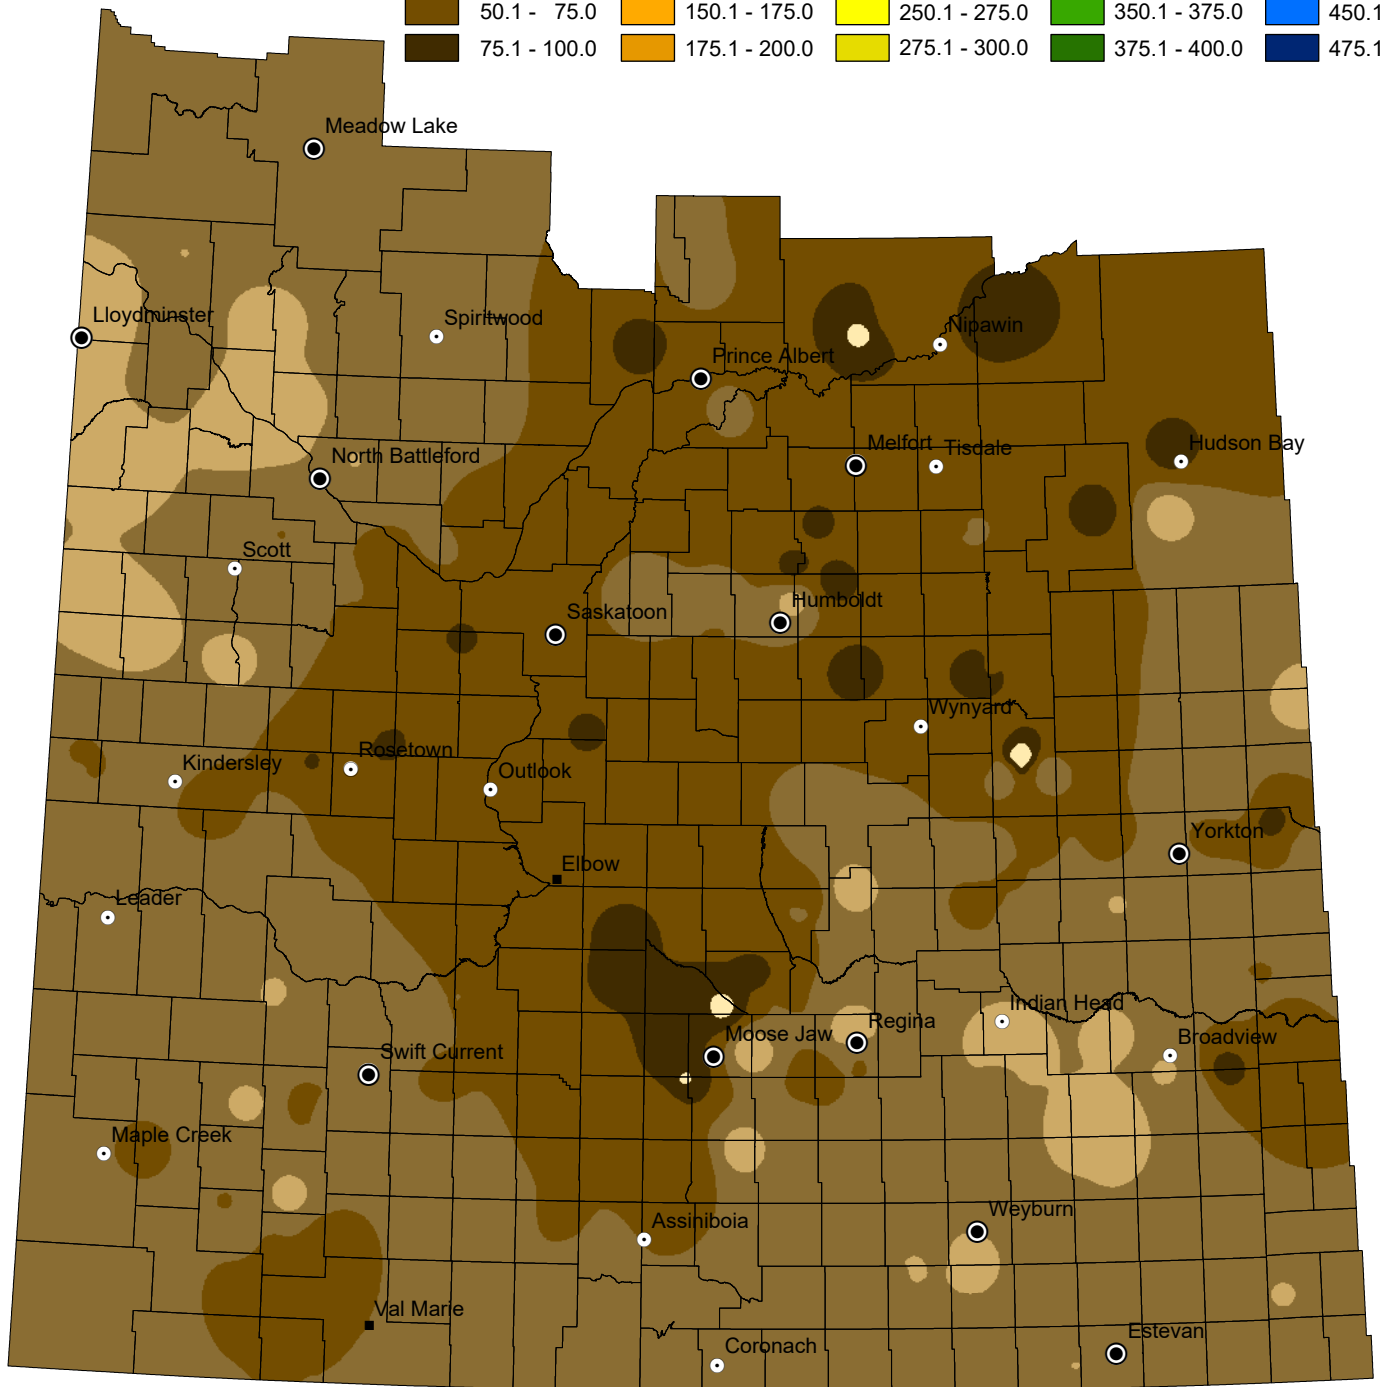 50.1 - 75.0 150.1 - 175.0 250.1 - 275.0 350.1 - 375.0 450.1
75.1 - 100.0 175.1 - 200.0 275.1 - 300.0 375.1 - 400.0 475.1
Meadow Lake
Lloydminster
Spiritwood
Nipawin
Prince Albert
Melfort
Tisdale
Hudson Bay
North Battleford
Scott
Humboldt
Saskatoon
Wynyard
Rosetown
Kindersley
Outlook
Yorkton
Elbow
Leader
Indian Head
Regina
Moose Jaw
Broadview
Swift Current
Maple Creek
Weyburn
Assiniboia
Val Marie
Estevan
Coronach